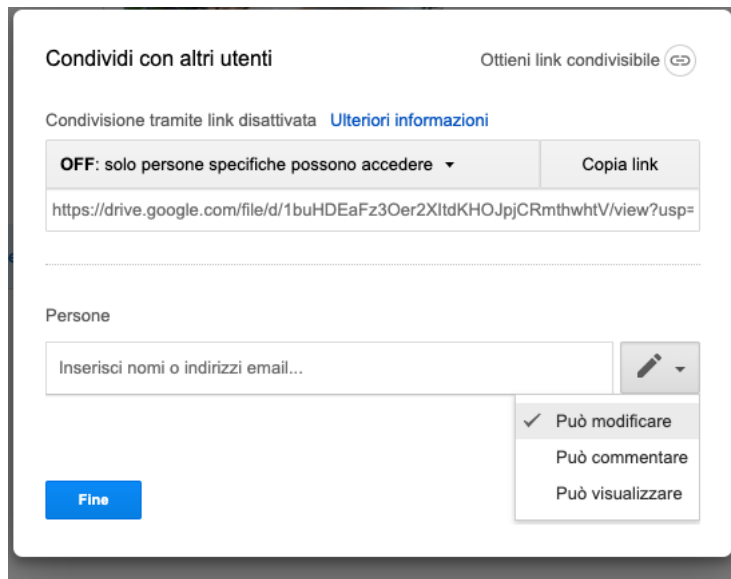 Condividi con altri utenti
Ottieni link condivisibile
Condivisione tramite link disattivata Ulteriori informazioni
OFF: solo persone specifiche possono accedere
Copia link
https://drive.google.com/file/d/1buHDEaFz3Oer2XItdKHOJpjCRmthwhtV/view?usp=
Persone
Inserisci nomi o indirizzi email...
Può modificare
Può commentare
Può visualizzare
Fine